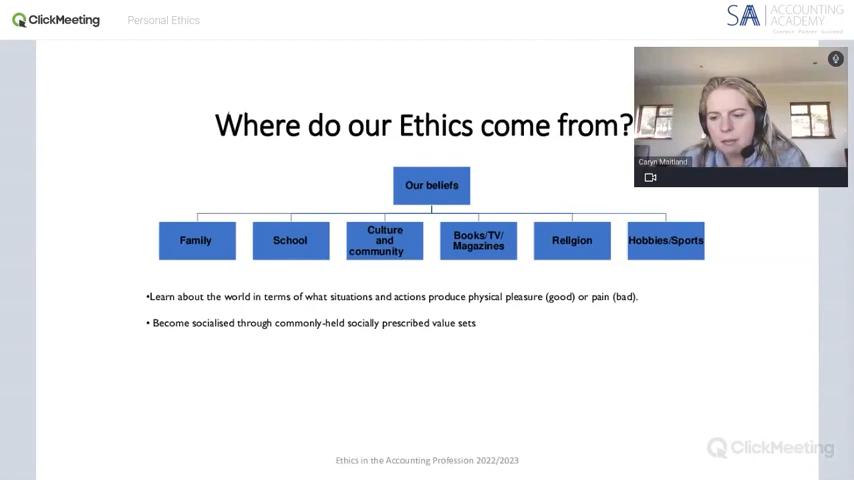 ClickMeeting
Personal Ethics
SA ACCOUNTING
ACADEMY
Where do our Ethics come from?
Caryn Maitland
Our beliefs
Family
School
Culture
and
community
Books/TV/
Magazines
Religion
Hobbies/Sports
•Learn about the world in terms of what situations and actions produce physical pleasure (good) or pain (bad).
• Become socialised through commonly-held socially prescribed value sets
ClickMeeting
Ethics in the Accounting Profession 2022/2023